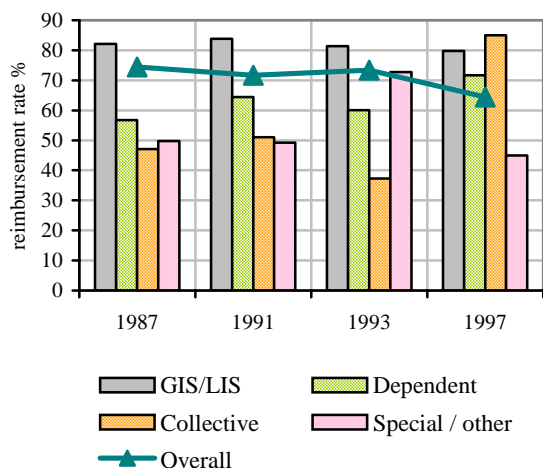 reimbursement rate %
90
80
70
60
50
40
30
20
10
0
1987 1991 1993 1997
GIS/LIS Dependent
Collective Special / other
Overall